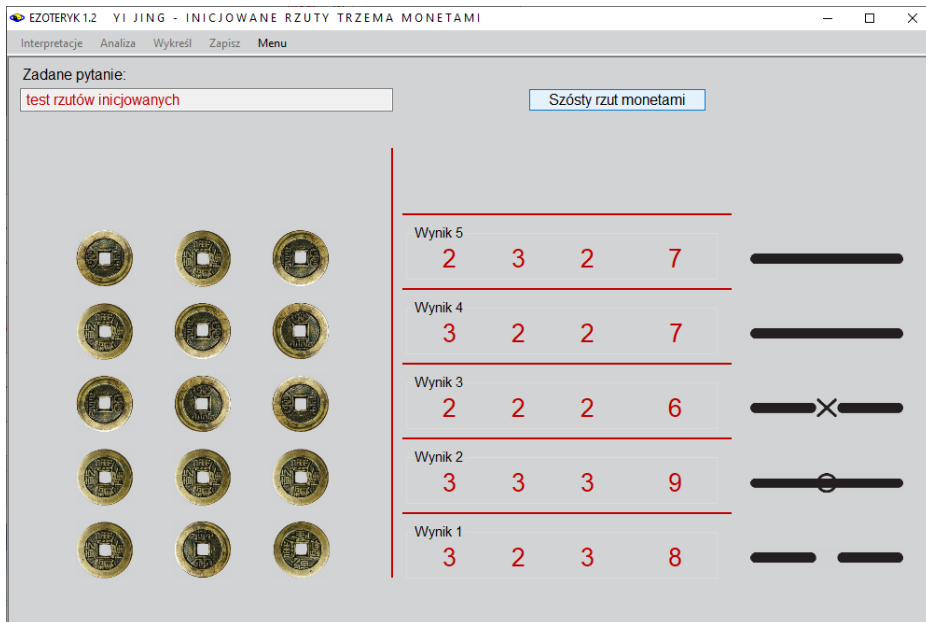 EZOTERYK 1.2 YI JING - INICJOWANE RZUTY TRZEMA MONETAMI
Interpretacje Analiza Wykreśl Zapisz Menu
Zadane pytanie:
test rzutów inicjowanych
Szósty rzut monetami
Wynik 5
2 3 2 7
Wynik 4
3 2 2 7
Wynik 3
2 2 2 6
Wynik 2
3 3 3 9
Wynik 1
3 2 3 8